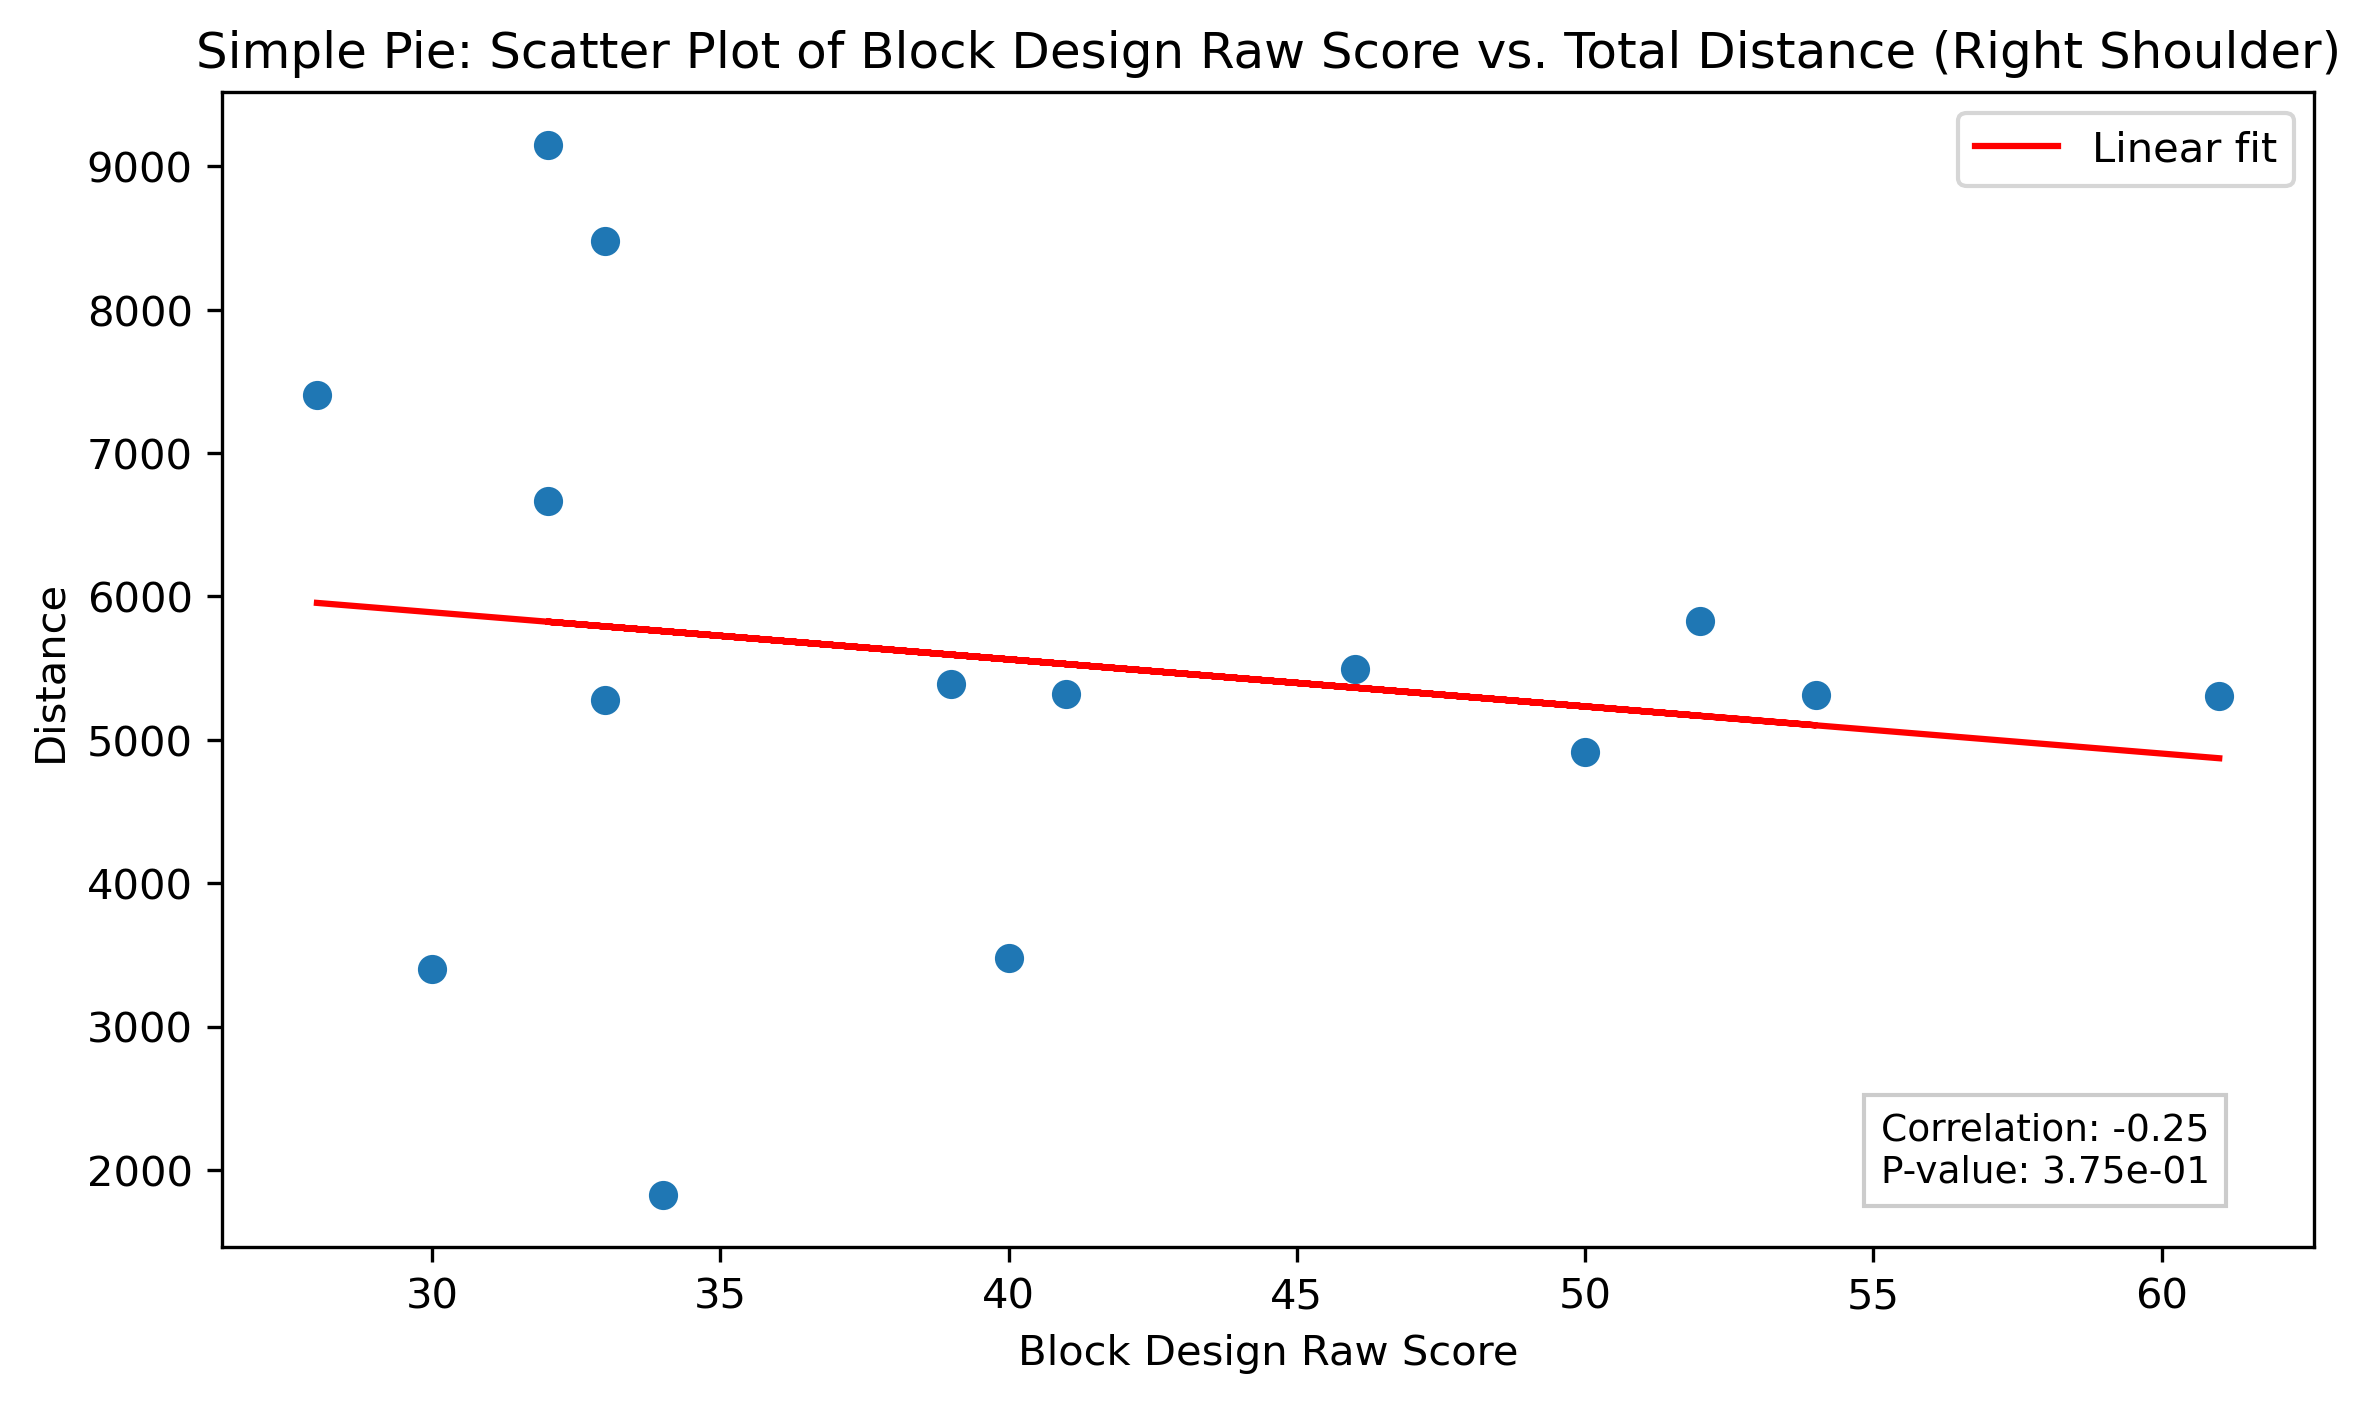 Simple Pie: Scatter Plot of Block Design Raw Score vs. Total Distance (Right Shoulder)
Linear fit
9000
8000
7000
6000
5000
4000
3000
2000
Distance
Correlation: -0.25
P-value: 3.75e-01
30 35 40 45 50 55 60
Block Design Raw Score